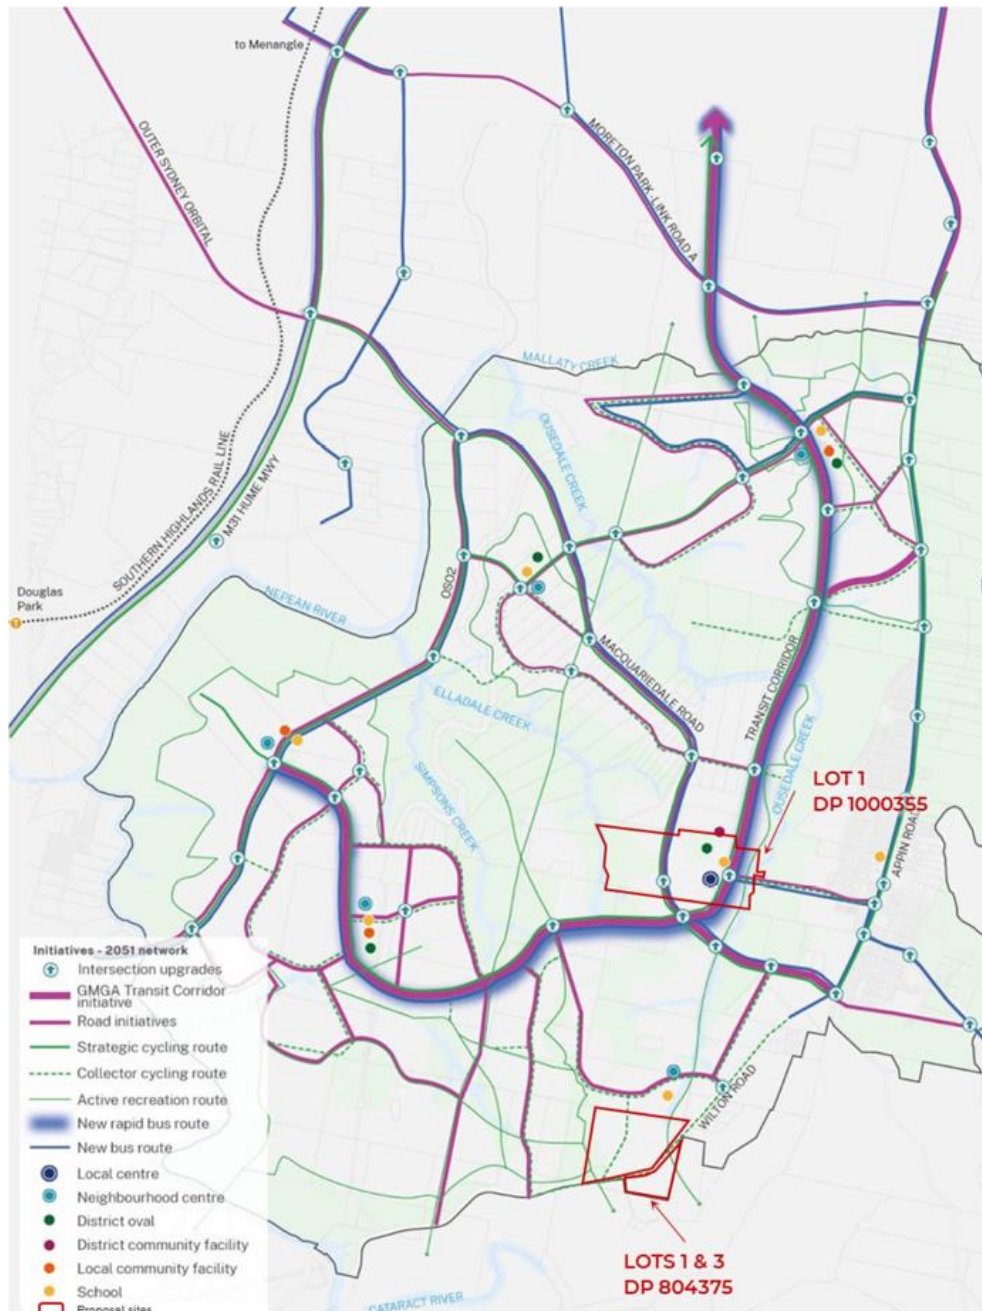 to Menangle
OUTER SYDNEY ORBITAL
MORETON PARK-LINK ROAD A
MALLATY CREEK
OUSEDALE CREEK
SOUTHERN HIGHLANDS RAIL LINE
M31 HUME MWY
Douglas
Park
NEPEAN RIVER
OSO2
MACQUARIEDALE ROAD
TRANSIT CORRIDOR
ELLADALE CREEK
SIMPSONS CREEK
OUSEDALE CREEK
LOT 1
DP 1000355
APPIN ROAD
WILTON ROAD
LOTS 1 & 3
DP 804375
CATARACT RIVER
Initiatives - 2051 network
Intersection upgrades
GMGA Transit Corridor
initiative
Road initiatives
Strategic cycling route
Collector cycling route
Active recreation route
New rapid bus route
New bus route
Local centre
Neighbourhood centre
District oval
District community facility
Local community facility
School
Proposal sites